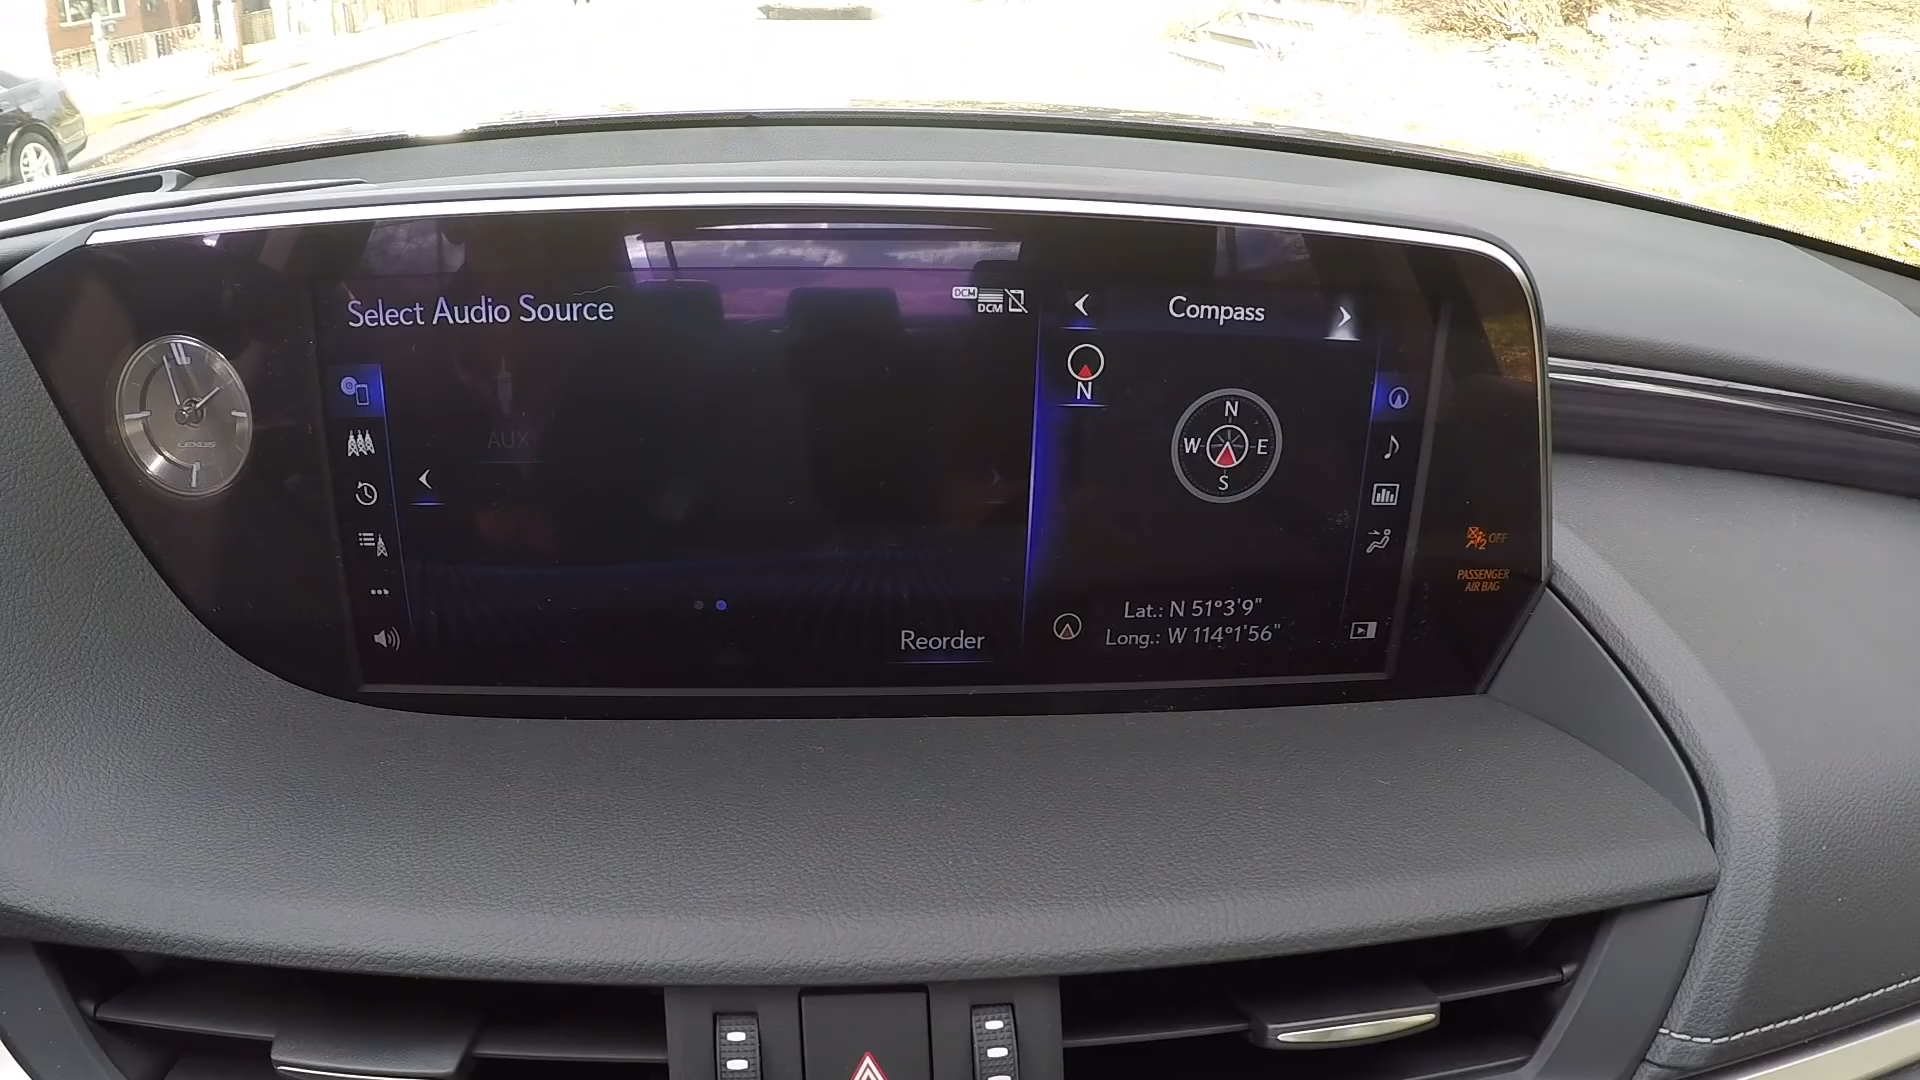 Select Audio Source
DCM
DCM
Compass
N
N
W E
S
LEXUS
AUX
OFF
2
PASSENGER
AIR BAG
Lat.: N 51°3'9"
Long.: W 114°1'56"
Reorder